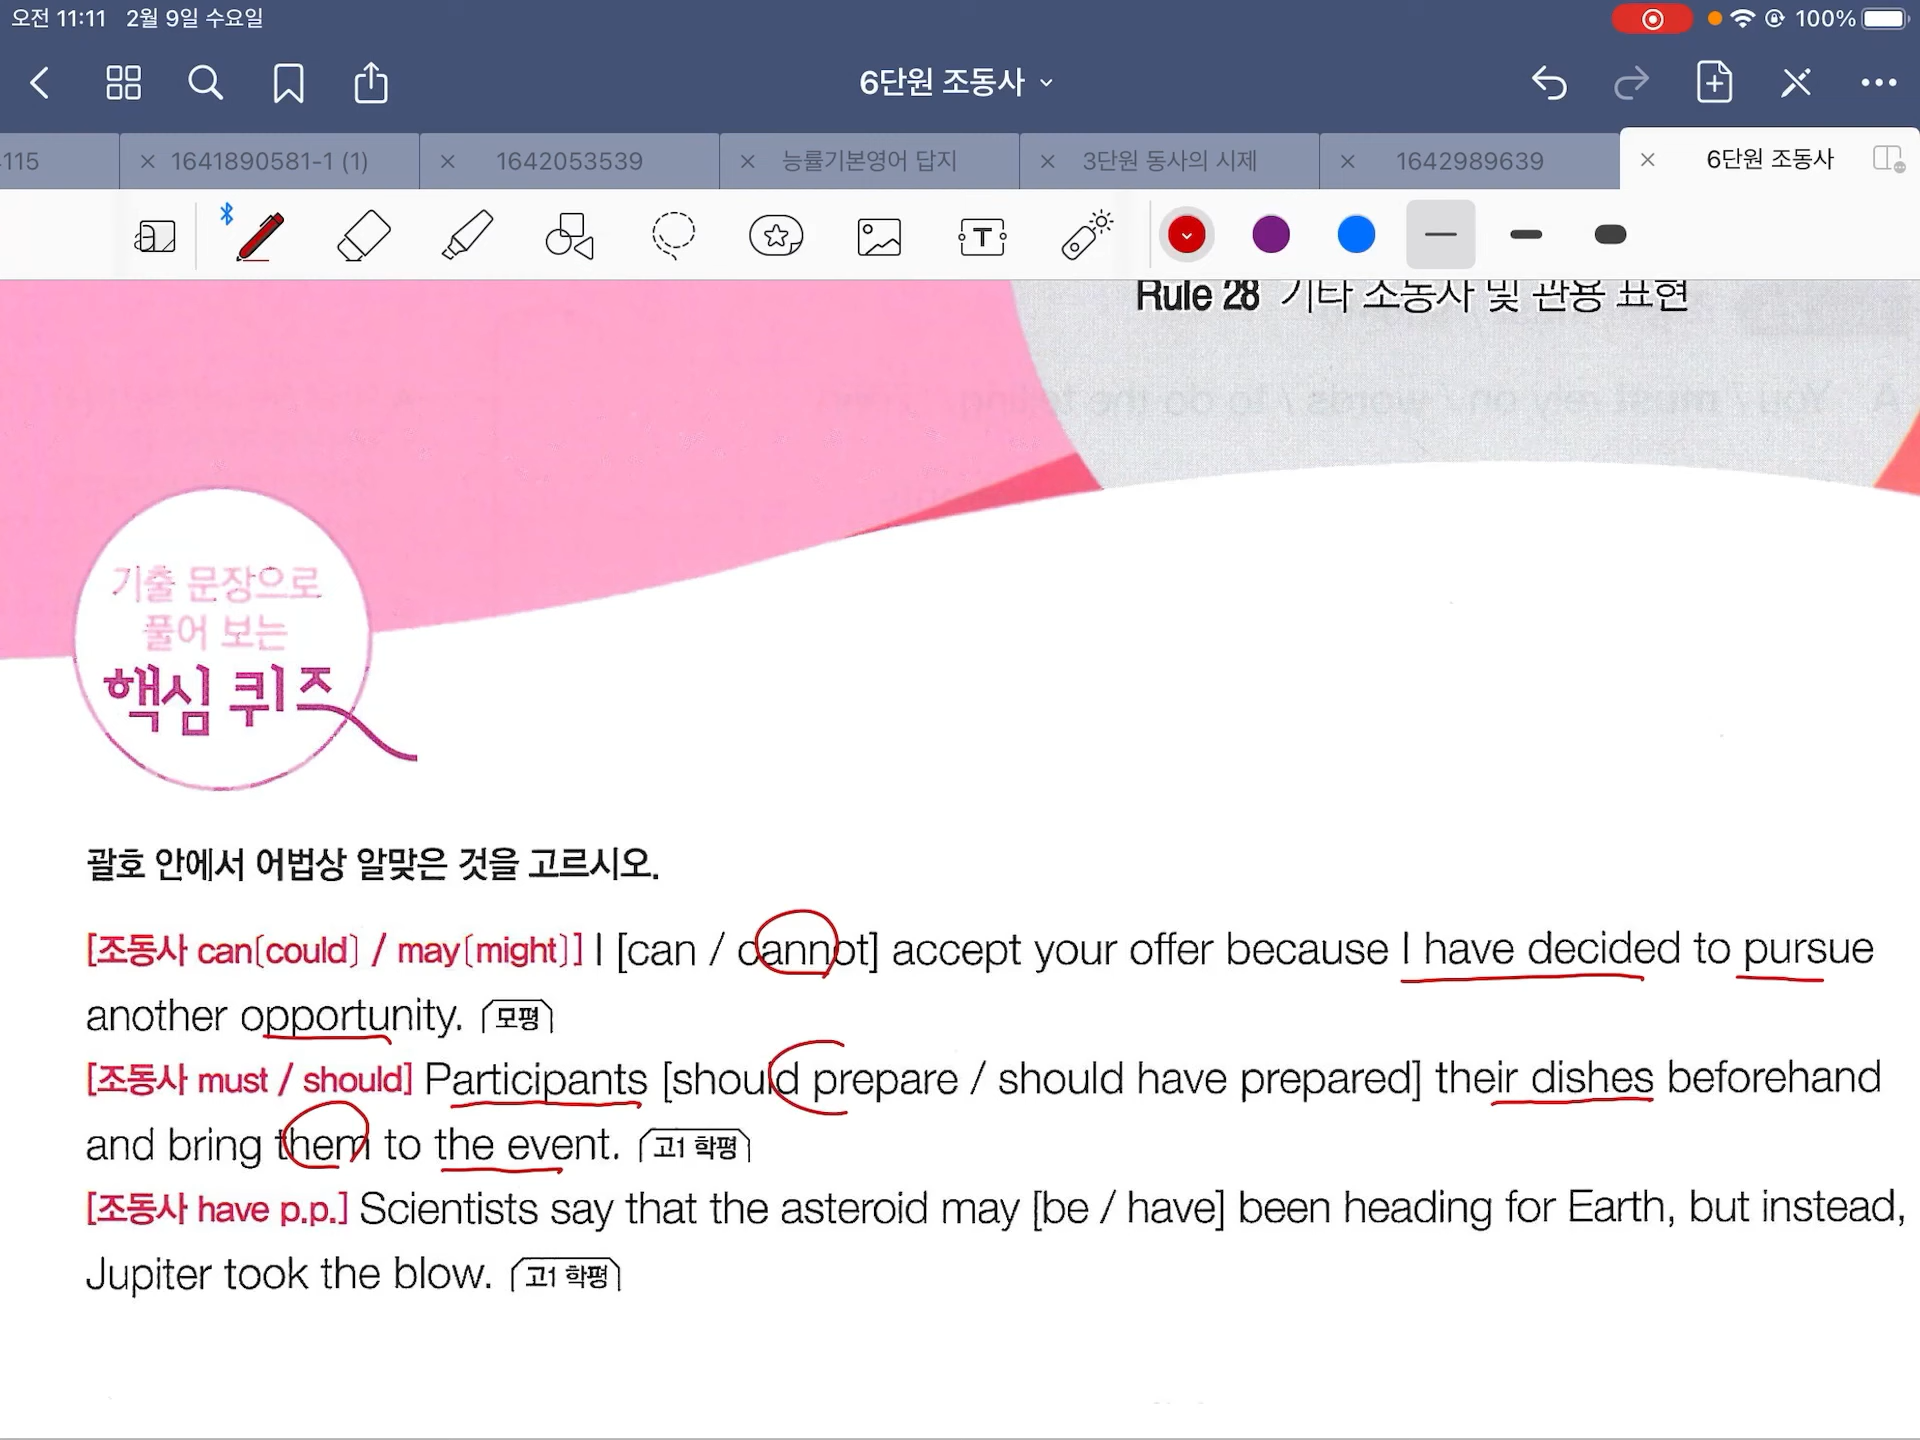 오전 11:11 2월 9일 수요일 100%
6단원 조동사
115 1641890581-1 (1) 1642053539 능률기본영어 답지 3단원 동사의 시제 1642989639 6단원 조동사
Rule 28 기타 조동사 및 관용 표현
기출 문장으로
풀어 보는
핵심 퀴즈
괄호 안에서 어법상 알맞은 것을 고르시오.
[조동사 can(could) / may(might)] I [can / cannot] accept your offer because I have decided to pursue
another opportunity. 모평
[조동사 must / should] Participants [should prepare / should have prepared] their dishes beforehand
and bring them to the event. 고1 학평
[조동사 have p.p.] Scientists say that the asteroid may [be / have] been heading for Earth, but instead,
Jupiter took the blow. 고1 학평